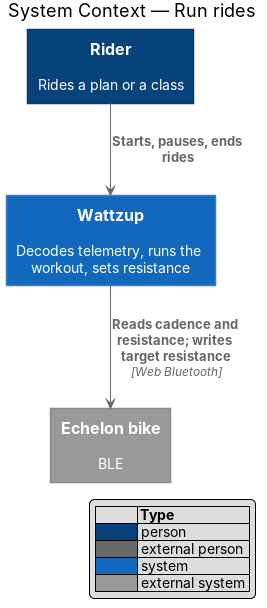 System Context — Run rides
Rider
Rides a plan or a class
Starts, pauses, ends
rides
Wattzup
Decodes telemetry, runs the
workout, sets resistance
Reads cadence and
resistance; writes
target resistance
[Web Bluetooth]
Echelon bike
BLE
Type
person
external person
system
external system